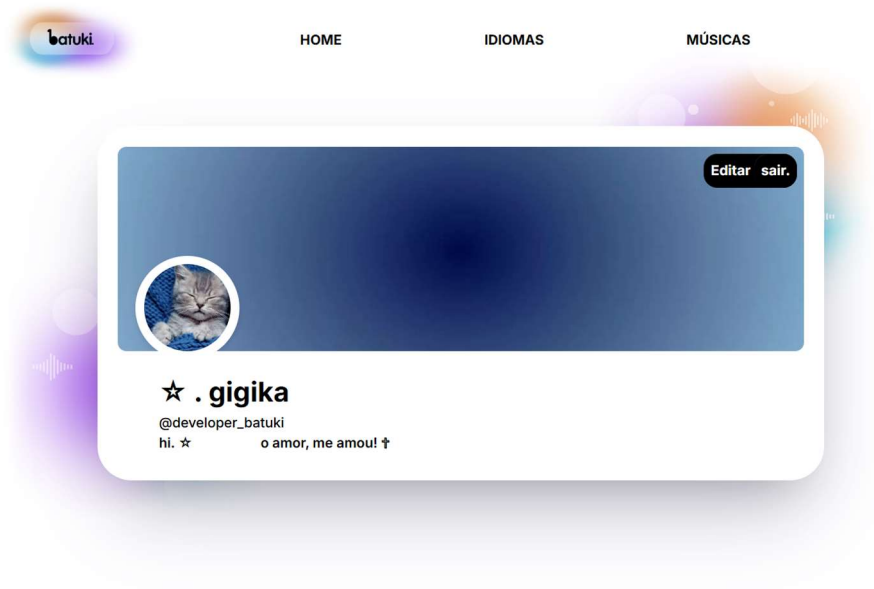 batuki.
HOME IDIOMAS MÚSICAS
Editar sair.
☆ . gigika
@developer_batuki
hi. ☆ o amor, me amou! ✞